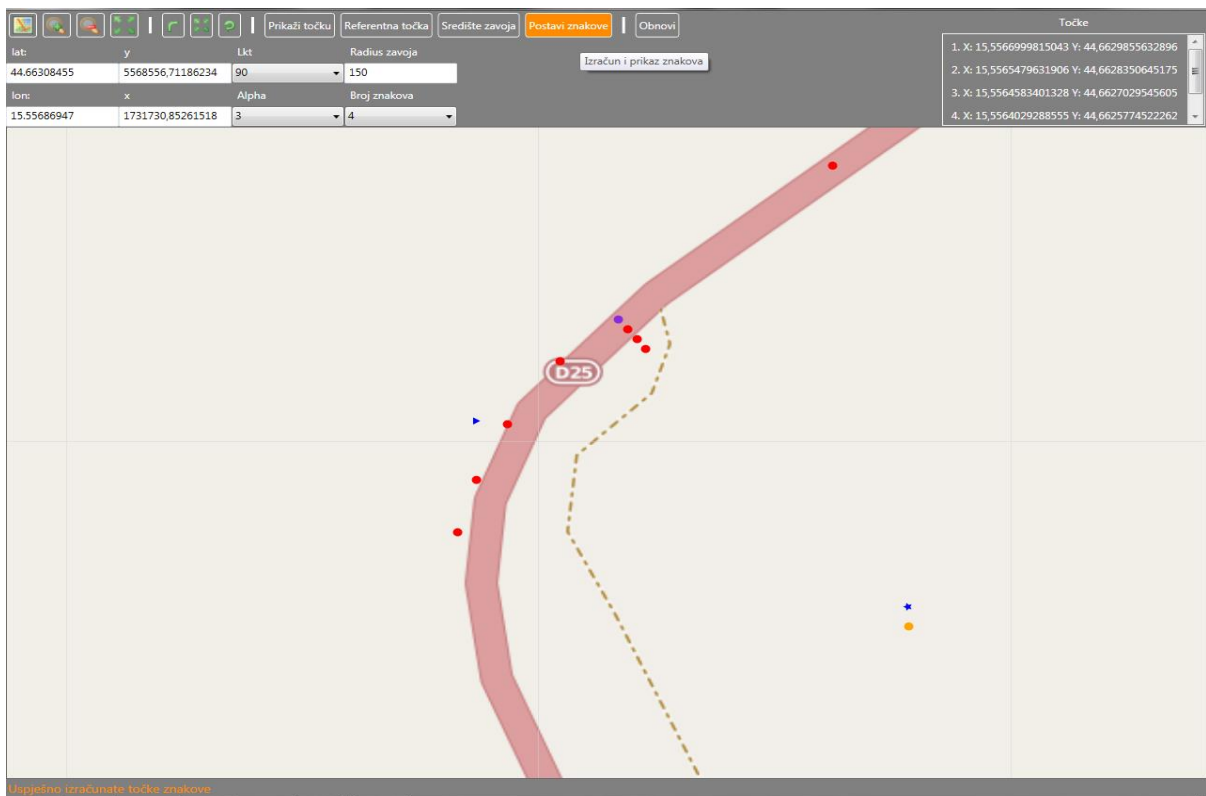 Prikaži točku Referentna točka Središte zavoja Postavi znakove Obnovi
Točke
lat: y Lkt Radius zavoja
44.66308455 5568556,71186234 90 150
lon: x Alpha Broj znakova
15.55686947 1731730,85261518 3 4
Izračun i prikaz znakova
1. X: 15,5566999815043 Y: 44,6629855632896
2. X: 15,5565479631906 Y: 44,6628350645175
3. X: 15,5564583401328 Y: 44,6627029545605
4. X: 15,5564029288555 Y: 44,6625774522262
D25
Uspješno izračunate točke znakove